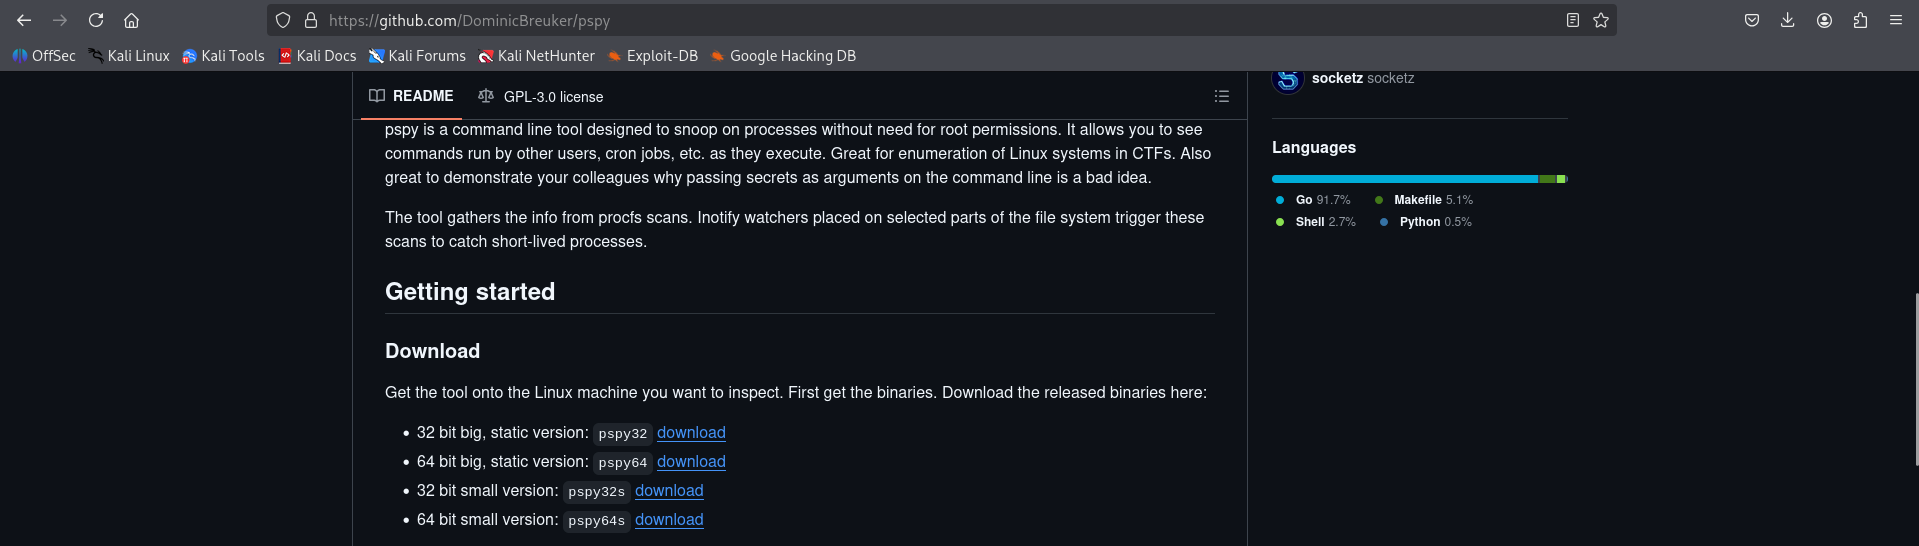 https://github.com/DominicBreuker/pspy
OffSec Kali Linux Kali Tools Kali Docs Kali Forums Kali NetHunter Exploit-DB Google Hacking DB
README GPL-3.0 license
pspy is a command line tool designed to snoop on processes without need for root permissions. It allows you to see
commands run by other users, cron jobs, etc. as they execute. Great for enumeration of Linux systems in CTFs. Also
great to demonstrate your colleagues why passing secrets as arguments on the command line is a bad idea.
The tool gathers the info from procfs scans. Inotify watchers placed on selected parts of the file system trigger these
scans to catch short-lived processes.
Getting started
Download
Get the tool onto the Linux machine you want to inspect. First get the binaries. Download the released binaries here:
• 32 bit big, static version: pspy32 download
• 64 bit big, static version: pspy64 download
• 32 bit small version: pspy32s download
• 64 bit small version: pspy64s download
socketz socketz
Languages
Go 91.7% Makefile 5.1%
Shell 2.7% Python 0.5%